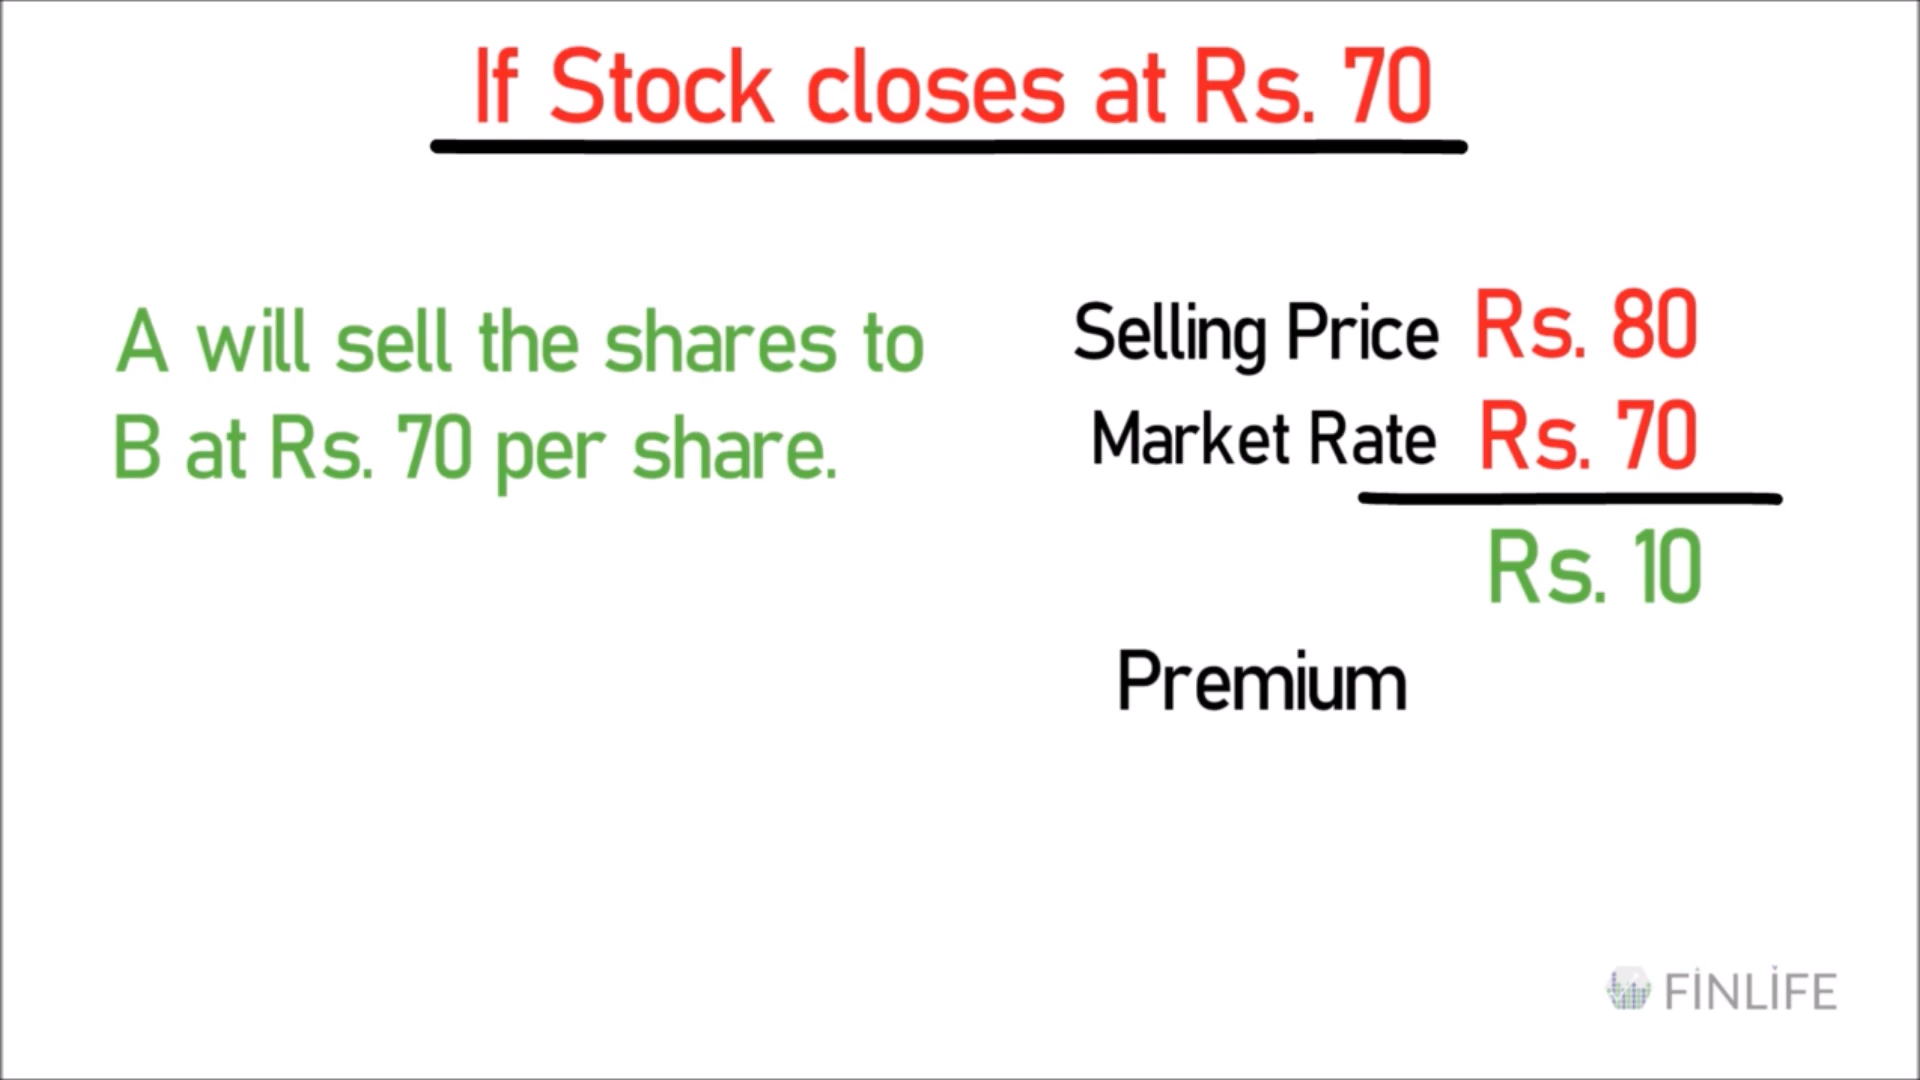 If Stock closes at Rs. 70
A will sell the shares to
B at Rs. 70 per share.
Selling Price Rs. 80
Market Rate Rs. 70
Rs. 10
Premium
FINLIFE